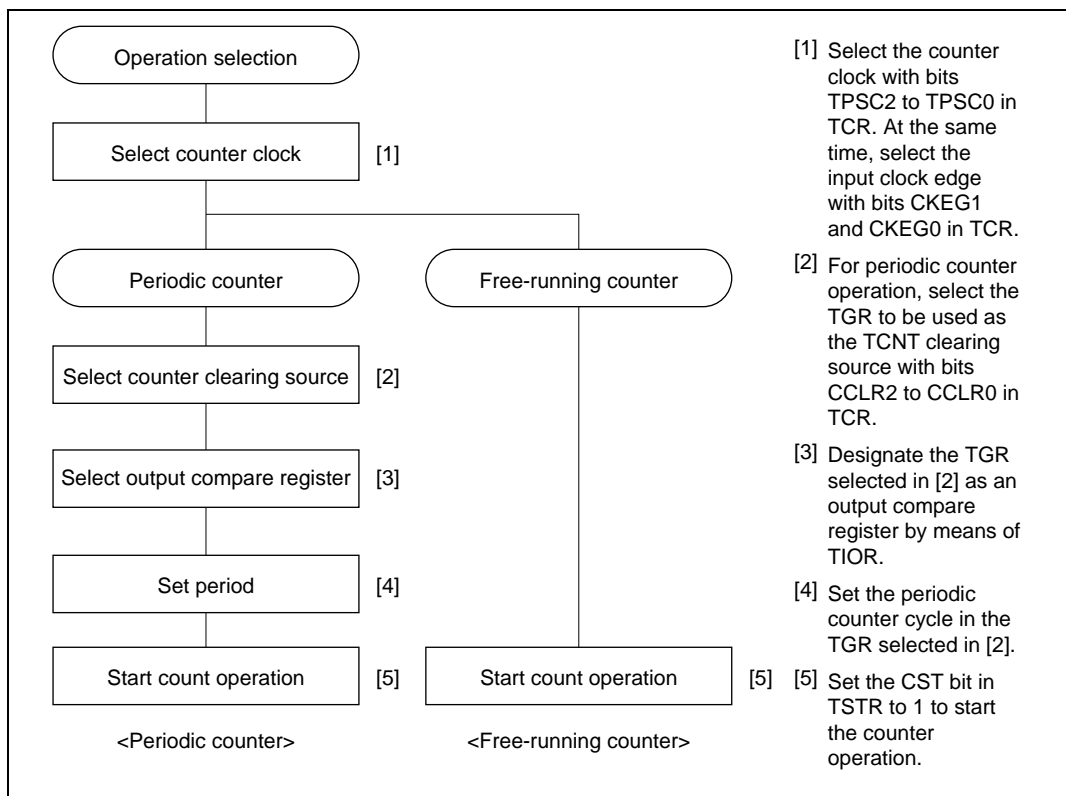 Operation selection
Select counter clock [1]
Periodic counter
Free-running counter
Select counter clearing source [2]
Select output compare register [3]
Set period [4]
Start count operation [5]
Start count operation [5]
<Periodic counter>
<Free-running counter>
[1] Select the counter
clock with bits
TPSC2 to TPSC0 in
TCR. At the same
time, select the
input clock edge
with bits CKEG1
and CKEG0 in TCR.
[2] For periodic counter
operation, select the
TGR to be used as
the TCNT clearing
source with bits
CCLR2 to CCLR0 in
TCR.
[3] Designate the TGR
selected in [2] as an
output compare
register by means of
TIOR.
[4] Set the periodic
counter cycle in the
TGR selected in [2].
[5] Set the CST bit in
TSTR to 1 to start
the counter
operation.